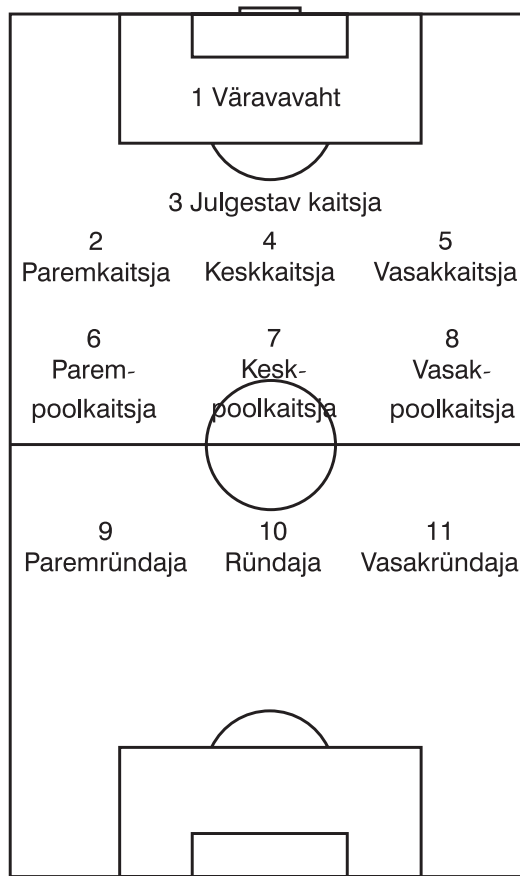 1 Väravavaht
3 Julgestav kaitsja
2 4 5
Paremkaitsja Keskkaitsja Vasakkaitsja
6 7 8
Parem- Kesk- Vasak-
poolkaitsja poolkaitsja poolkaitsja
9 10 11
Paremründaja Ründaja Vasakründaja